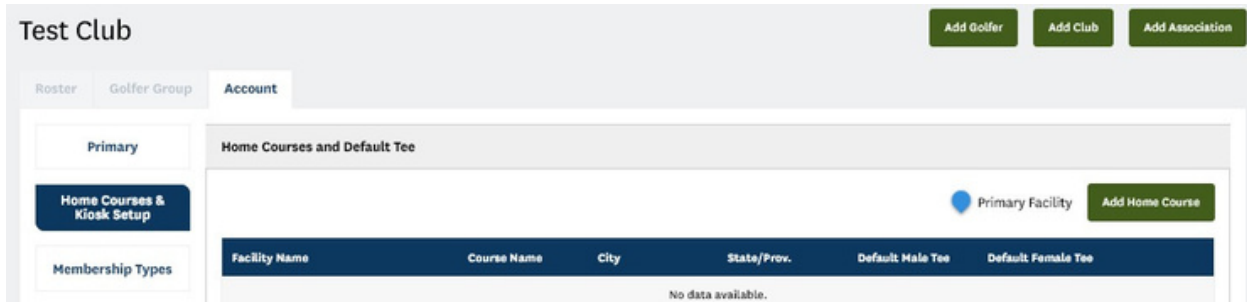 Test Club
Add Golfer Add Club Add Association
Roster Golfer Group Account
Primary
Home Courses and Default Tee
Home Courses &
Kiosk Setup
Primary Facility Add Home Course
Membership Types
Facility Name Course Name City State/Prov. Default Male Tee Default Female Tee
No data available.